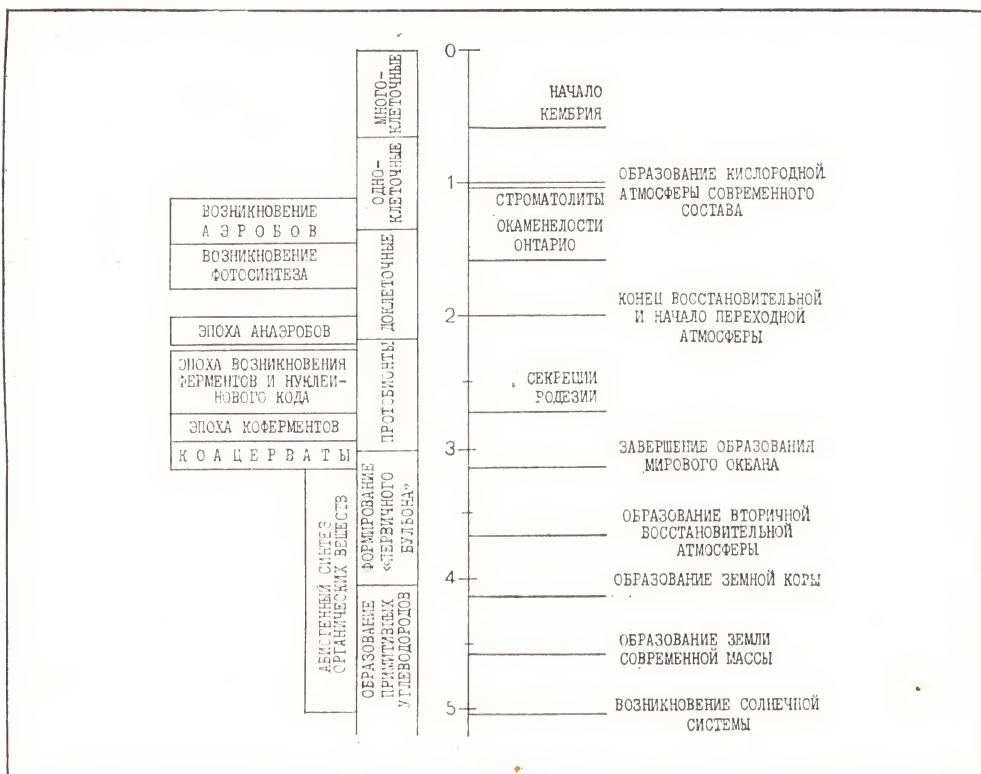 ВОЗНИКНОВЕНИЕ
АЭРОБОВ
ВОЗНИКНОВЕНИЕ
ФОТОСИНТЕЗА
ЭПОХА АНАЭРОБОВ
ЭПОХА ВОЗНИКНОВЕНИЯ
ФЕРМЕНТОВ И НУКЛЕИ-
НОВОГО КОДА
ЭПОХА КОФЕРМЕНТОВ
КОАЦЕРВАТЫ
АБИОГЕННЫЙ СИНТЕЗ
ОРГАНИЧЕСКИХ ВЕЩЕСТВ
МНОГО-
КЛЕТОЧНЫЕ
ОДНО-
КЛЕТОЧНЫЕ
ДОКЛЕТОЧНЫЕ
ПРОТОБИОНТЫ
ФОРМИРОВАНИЕ
«ПЕРВИЧНОГО
БУЛЬОНА»
ОБРАЗОВАНИЕ
ПРИМИТИВНЫХ
УГЛЕВОДОРОДОВ
0
1
2
3
4
5
НАЧАЛО
КЕМБРИЯ
СТРОМАТОЛИТЫ
ОКАМЕНЕЛОСТИ
ОНТАРИО
СЕКРЕЦИИ
РОДЕЗИИ
ОБРАЗОВАНИЕ КИСЛОРОДНОЙ
АТМОСФЕРЫ СОВРЕМЕННОГО
СОСТАВА
КОНЕЦ ВОССТАНОВИТЕЛЬНОЙ
И НАЧАЛО ПЕРЕХОДНОЙ
АТМОСФЕРЫ
ЗАВЕРШЕНИЕ ОБРАЗОВАНИЯ
МИРОВОГО ОКЕАНА
ОБРАЗОВАНИЕ ВТОРИЧНОЙ
ВОССТАНОВИТЕЛЬНОЙ
АТМОСФЕРЫ
ОБРАЗОВАНИЕ ЗЕМНОЙ КОРЫ
ОБРАЗОВАНИЕ ЗЕМЛИ
СОВРЕМЕННОЙ МАССЫ
ВОЗНИКНОВЕНИЕ СОЛНЕЧНОЙ
СИСТЕМЫ